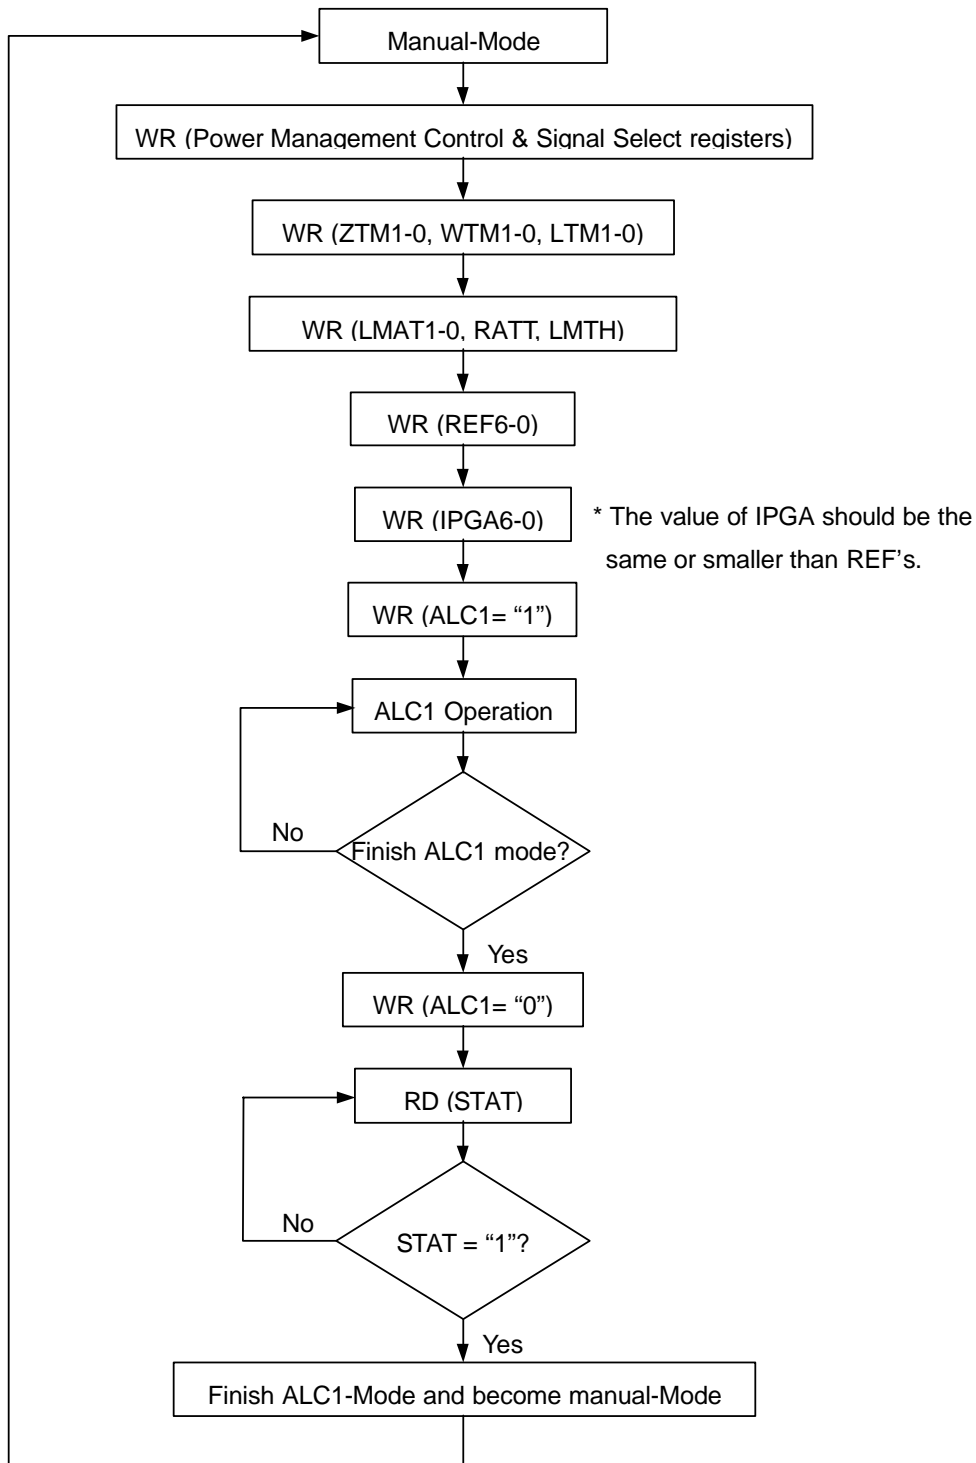 Manual-Mode
WR (Power Management Control & Signal Select registers)
WR (ZTM1-0, WTM1-0, LTM1-0)
WR (LMAT1-0, RATT, LMTH)
WR (REF6-0)
WR (IPGA6-0)
* The value of IPGA should be the
same or smaller than REF’s.
WR (ALC1= “1”)
ALC1 Operation
No
Finish ALC1 mode?
Yes
WR (ALC1= “0”)
RD (STAT)
No
STAT = “1”?
Yes
Finish ALC1-Mode and become manual-Mode